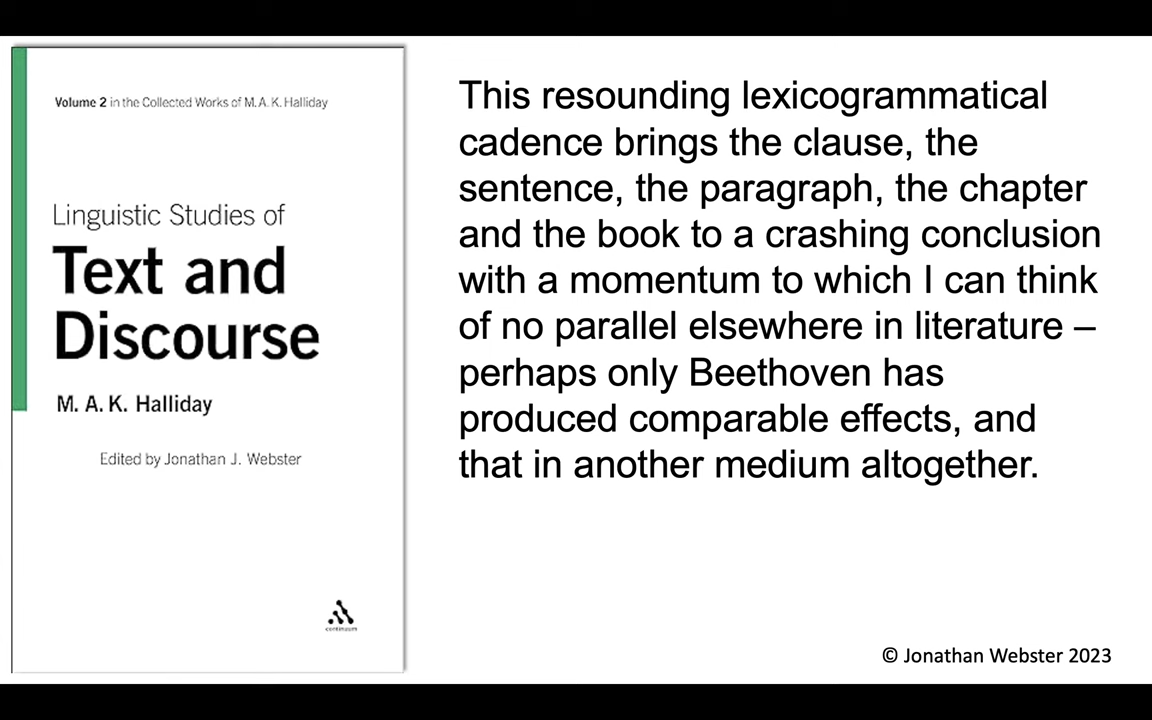 Volume 2 in the Collected Works of M. A. K. Halliday
Linguistic Studies of
Text and
Discourse
M. A. K. Halliday
Edited by Jonathan J. Webster
continuum
This resounding lexicogrammatical
cadence brings the clause, the
sentence, the paragraph, the chapter
and the book to a crashing conclusion
with a momentum to which I can think
of no parallel elsewhere in literature –
perhaps only Beethoven has
produced comparable effects, and
that in another medium altogether.
© Jonathan Webster 2023